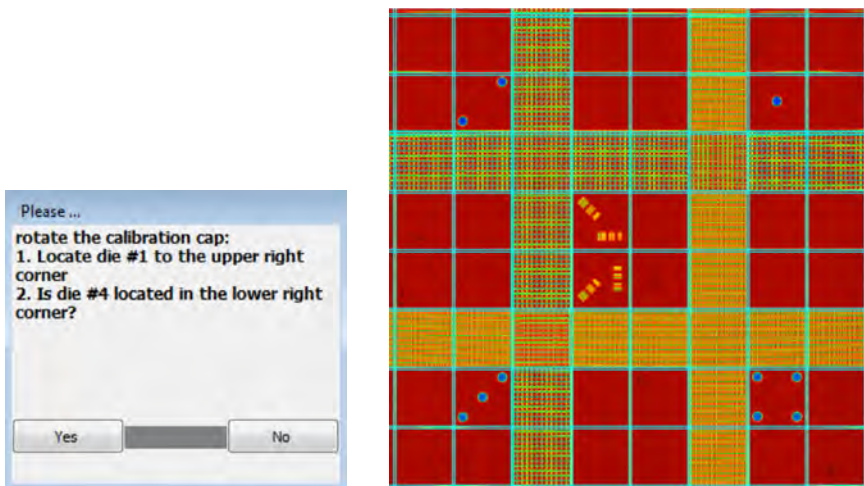 Please ...
rotate the calibration cap:
1. Locate die #1 to the upper right
corner
2. Is die #4 located in the lower right
corner?
Yes
No